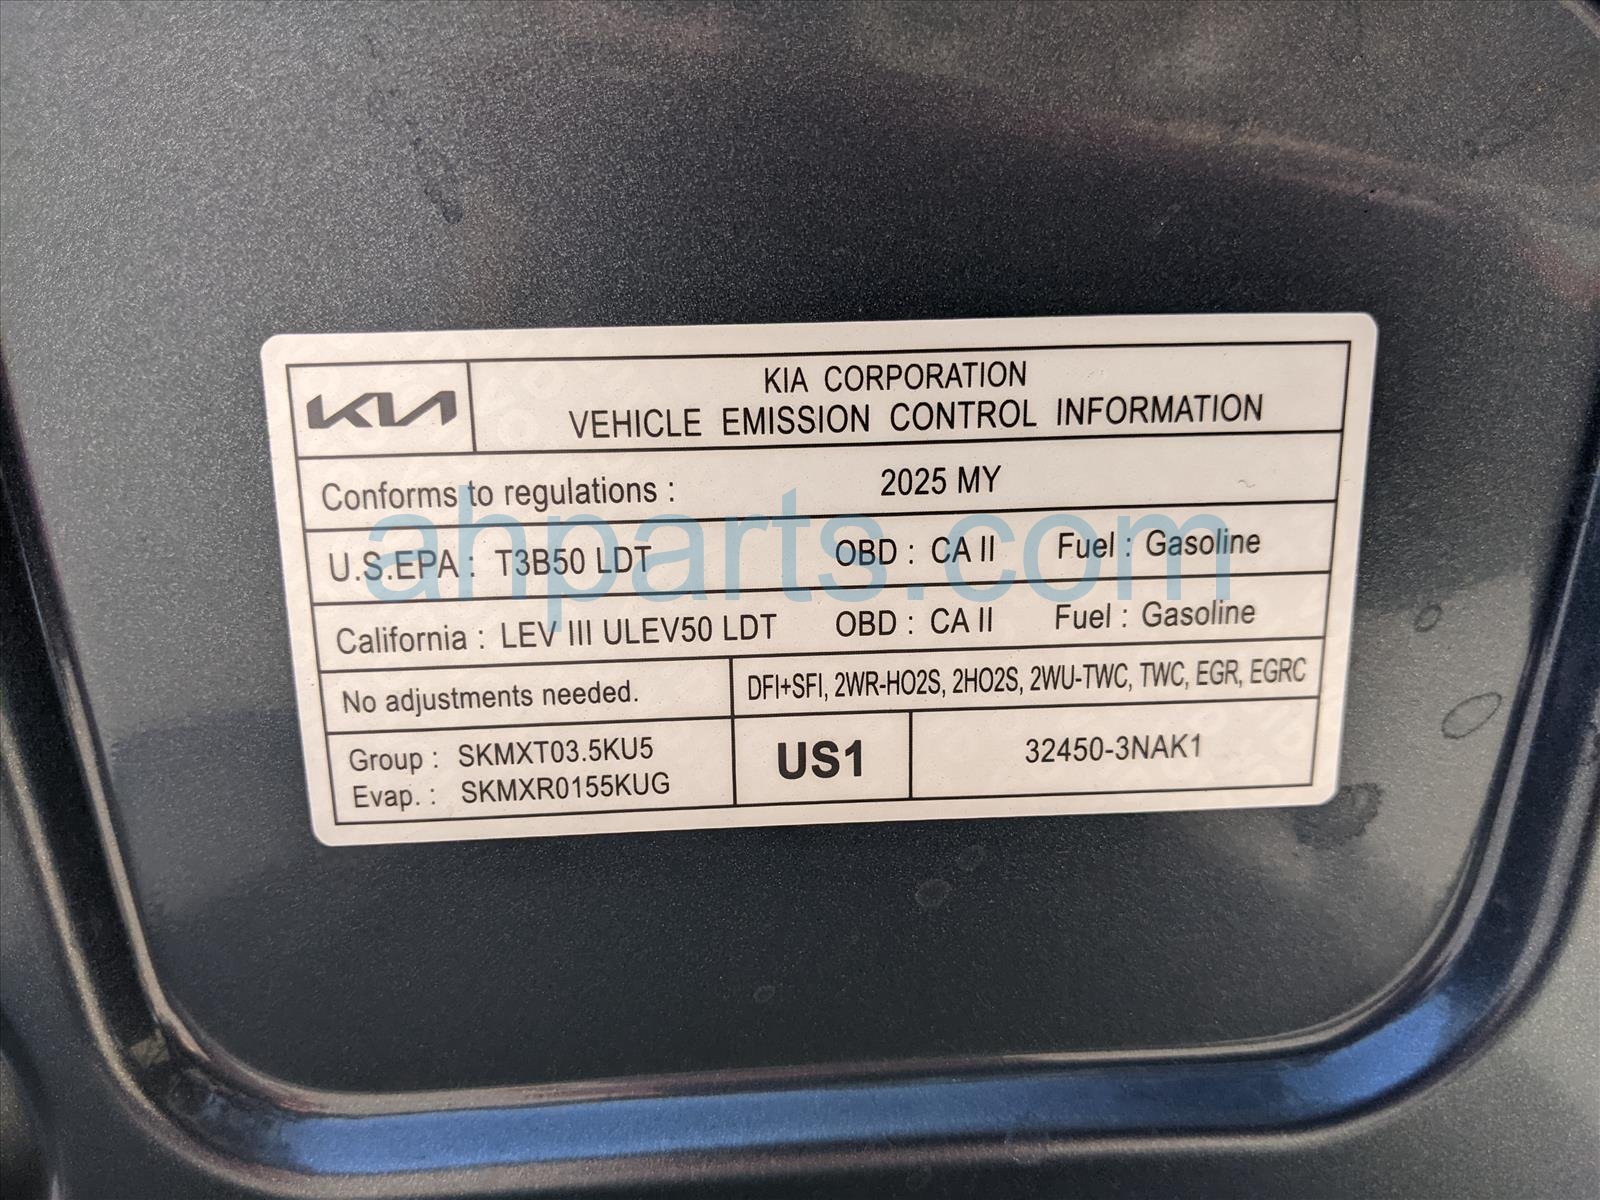 KIA
KIA CORPORATION
VEHICLE EMISSION CONTROL INFORMATION
Conforms to regulations : 2025 MY
U.S.EPA : T3B50 LDT OBD : CA II Fuel : Gasoline
California : LEV III ULEV50 LDT OBD : CA II Fuel : Gasoline
No adjustments needed. DFI+SFI, 2WR-HO2S, 2HO2S, 2WU-TWC, TWC, EGR, EGRC
Group : SKMXT03.5KU5
Evap. : SKMXR0155KUG
US1
32450-3NAK1
ahparts.com